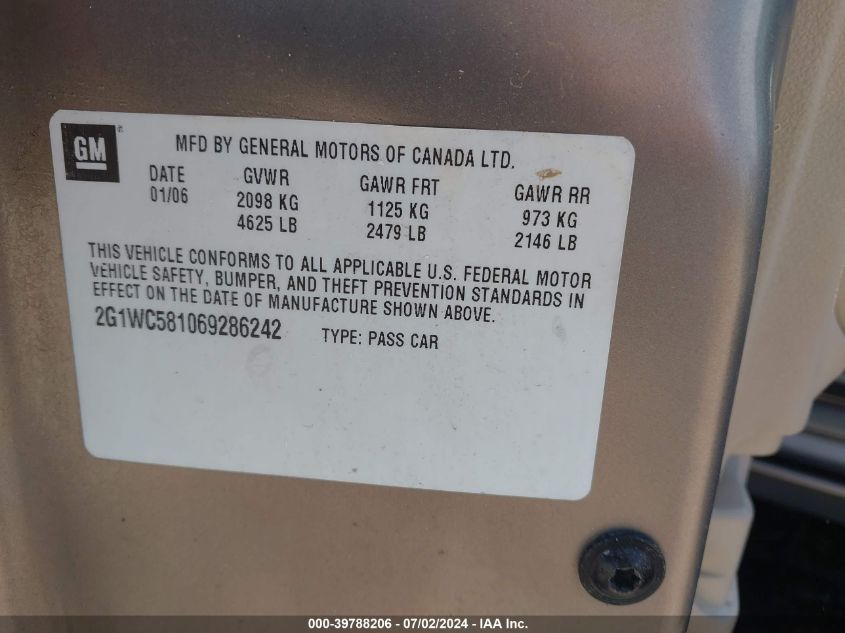 GM ®
MFD BY GENERAL MOTORS OF CANADA LTD.
DATE GVWR GAWR FRT GAWR RR
01/06 2098 KG 1125 KG 973 KG
4625 LB 2479 LB 2146 LB
THIS VEHICLE CONFORMS TO ALL APPLICABLE U.S. FEDERAL MOTOR
VEHICLE SAFETY, BUMPER, AND THEFT PREVENTION STANDARDS IN
EFFECT ON THE DATE OF MANUFACTURE SHOWN ABOVE.
2G1WC581069286242 TYPE: PASS CAR
000-39788206 - 07/02/2024 - IAA Inc.